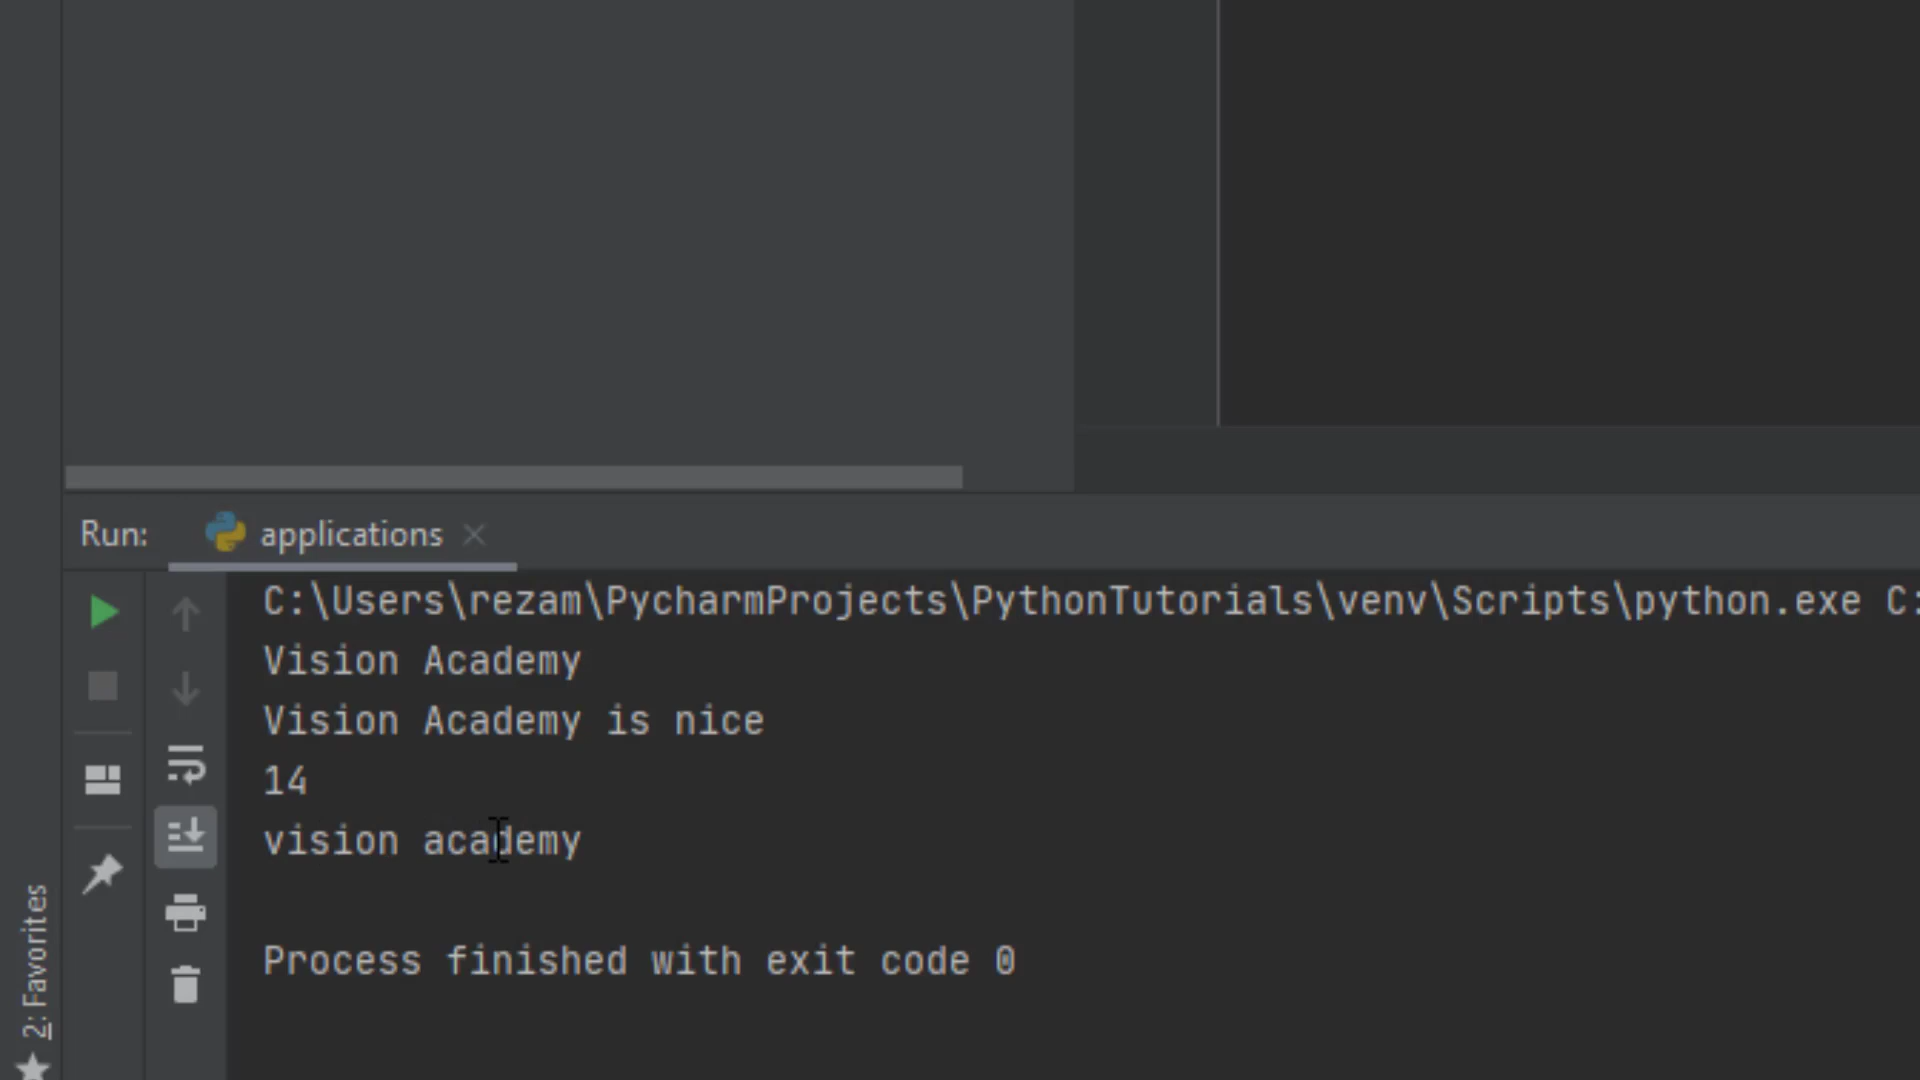 Run: applications
C:\Users\rezam\PycharmProjects\PythonTutorials\venv\Scripts\python.exe C:
Vision Academy
Vision Academy is nice
14
vision academy
Process finished with exit code 0
2: Favorites